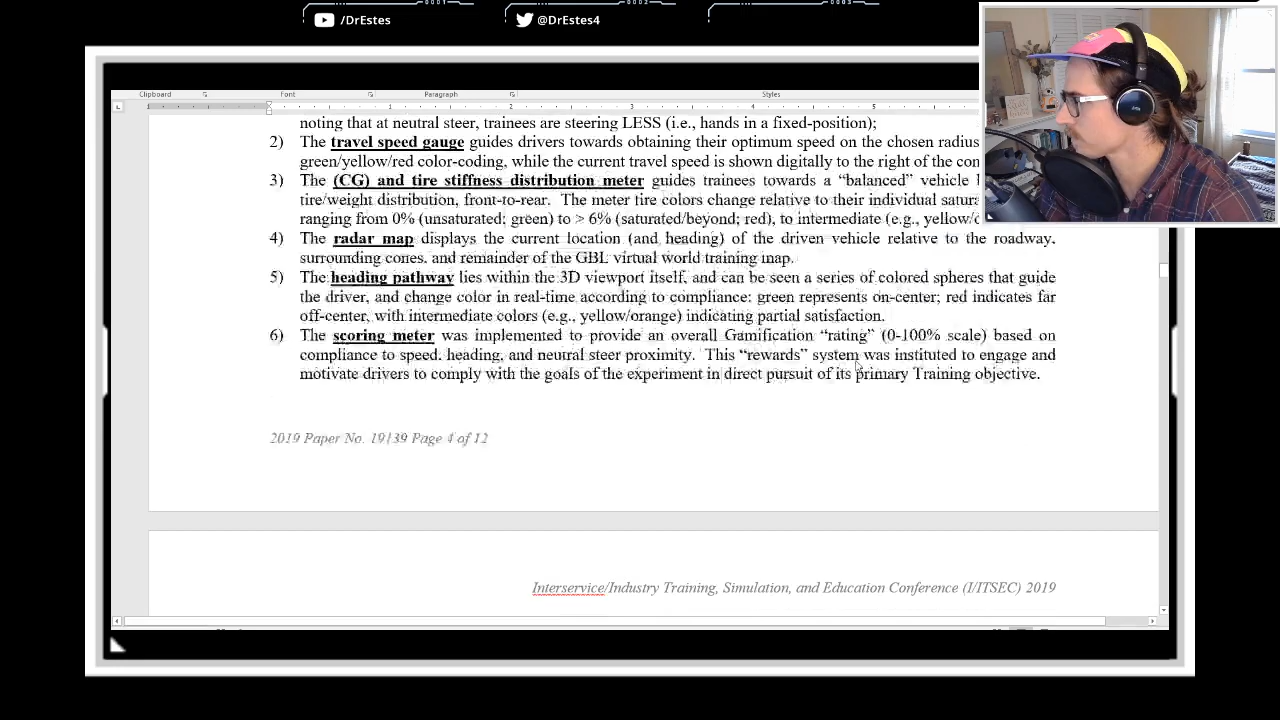 0001
0002
0003
/DrEstes
@DrEstes4
Clipboard
Font
Paragraph
Styles
1
1
2
3
4
5
noting that at neutral steer, trainees are steering LESS (i.e., hands in a fixed-position);
2) The travel speed gauge guides drivers towards obtaining their optimum speed on the chosen radius
green/yellow/red color-coding, while the current travel speed is shown digitally to the right of the con
3) The (CG) and tire stiffness distribution meter guides trainees towards a “balanced” vehicle
tire/weight distribution, front-to-rear. The meter tire colors change relative to their individual satura
ranging from 0% (unsaturated; green) to > 6% (saturated/beyond; red), to intermediate (e.g., yellow/
4) The radar map displays the current location (and heading) of the driven vehicle relative to the roadway,
surrounding cones, and remainder of the GBL virtual world training map.
5) The heading pathway lies within the 3D viewport itself, and can be seen a series of colored spheres that guide
the driver, and change color in real-time according to compliance: green represents on-center; red indicates far
off-center, with intermediate colors (e.g., yellow/orange) indicating partial satisfaction.
6) The scoring meter was implemented to provide an overall Gamification “rating” (0-100% scale) based on
compliance to speed, heading, and neutral steer proximity. This “rewards” system was instituted to engage and
motivate drivers to comply with the goals of the experiment in direct pursuit of its primary Training objective.
2019 Paper No. 19139 Page 4 of 12
Interservice/Industry Training, Simulation, and Education Conference (I/ITSEC) 2019